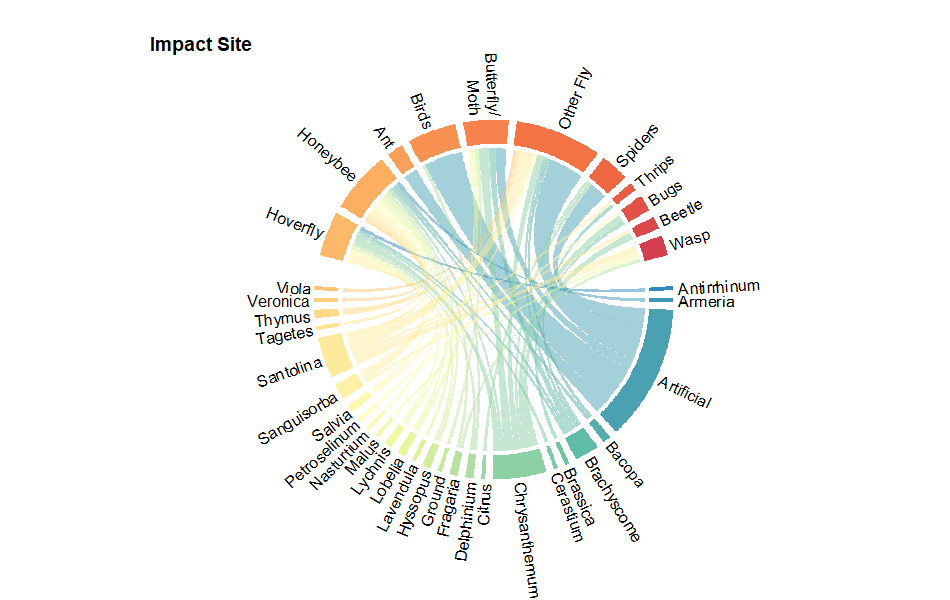 Impact Site
Hoverfly
Honeybee
Ant
Birds
Butterfly/
Moth
Other Fly
Spiders
Thrips
Bugs
Beetle
Wasp
Antirrhinum
Armeria
Artificial
Bacopa
Brachyscome
Brassica
Cerastium
Chrysanthemum
Citrus
Delphinium
Fragaria
Ground
Hyssopus
Lavendula
Lobelia
Lychnis
Malus
Nasturtium
Petroselinum
Salvia
Sanguisorba
Santolina
Tagetes
Thymus
Veronica
Viola